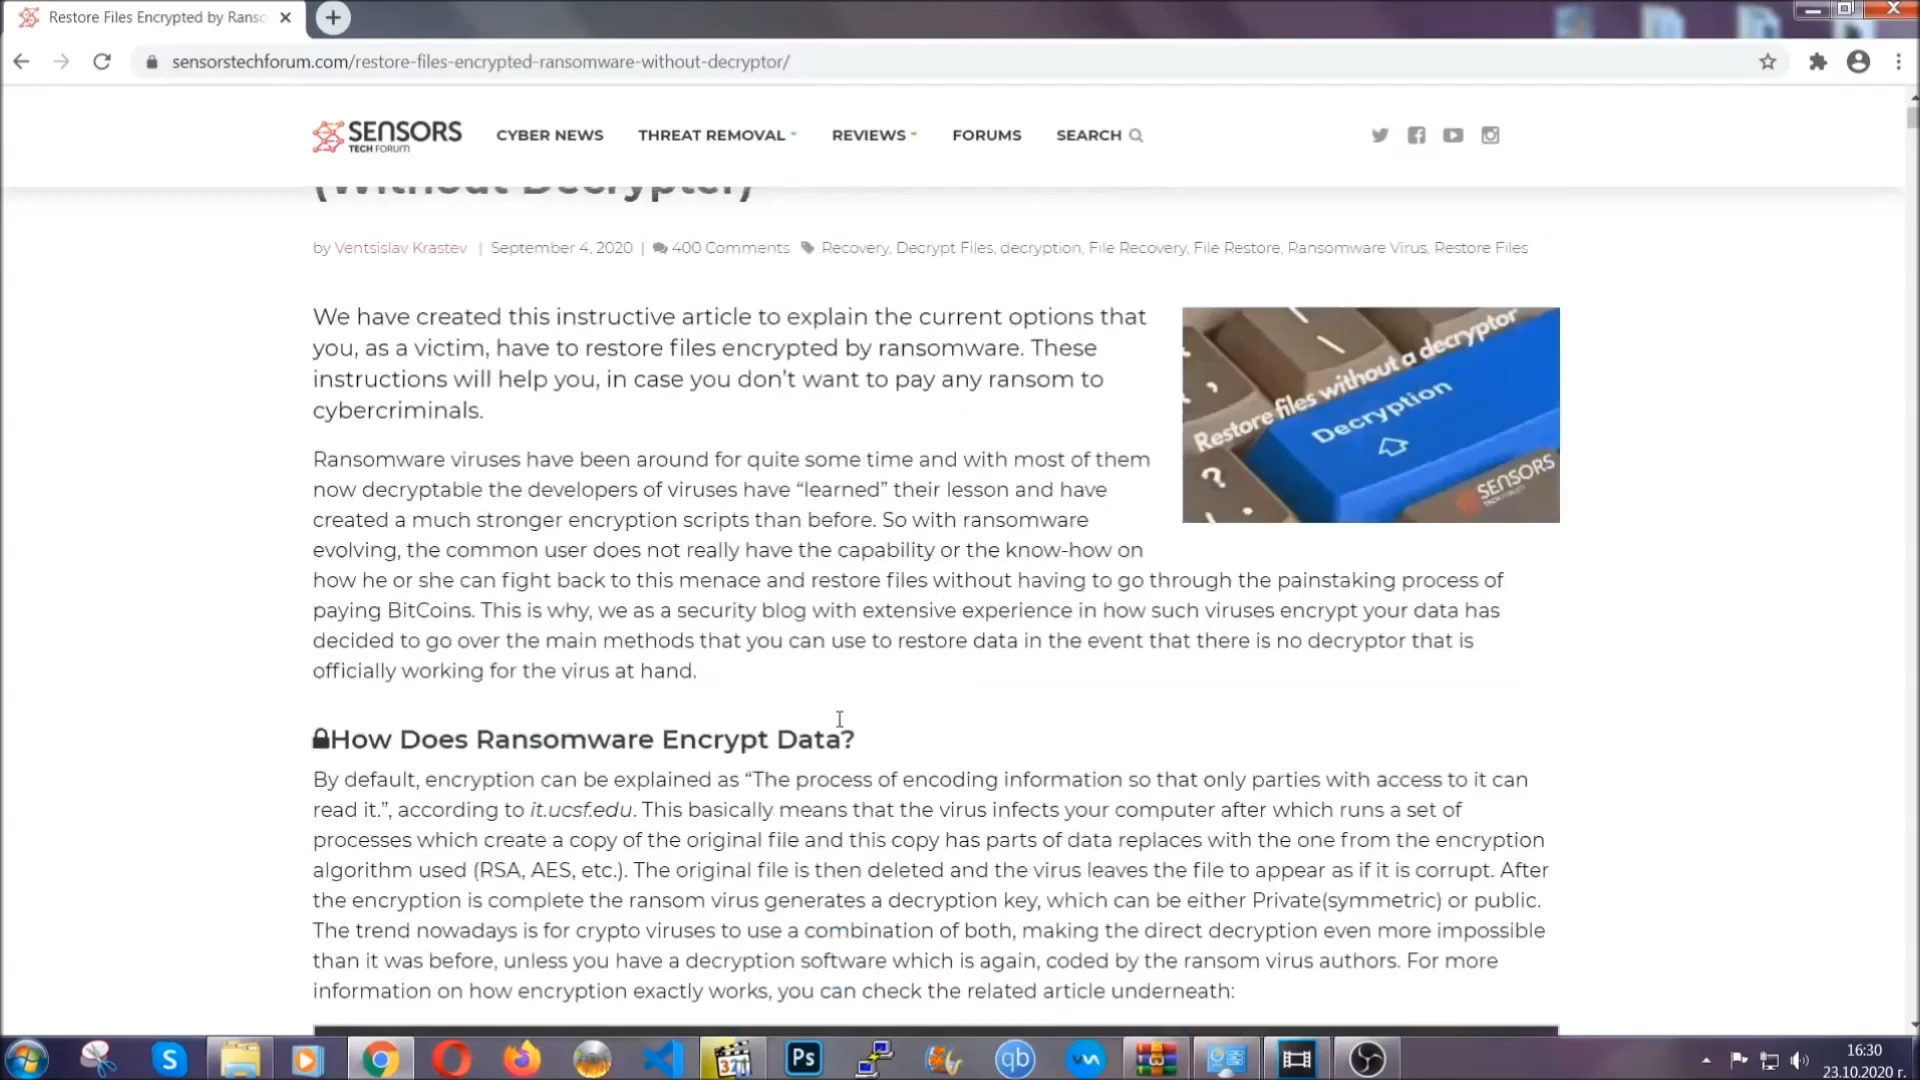 Restore Files Encrypted by Ranso
sensorstechforum.com/restore-files-encrypted-ransomware-without-decryptor/
SENSORS
TECH FORUM
CYBER NEWS
THREAT REMOVAL
REVIEWS
FORUMS
SEARCH
(Without Decrypter)
by Ventsislav Krastev | September 4, 2020 | 400 Comments Recovery, Decrypt Files, decryption, File Recovery, File Restore, Ransomware Virus, Restore Files
We have created this instructive article to explain the current options that
you, as a victim, have to restore files encrypted by ransomware. These
instructions will help you, in case you don't want to pay any ransom to
cybercriminals.
Restore files without a decryptor
Decryption
SENSORS
Ransomware viruses have been around for quite some time and with most of them
now decryptable the developers of viruses have “learned” their lesson and have
created a much stronger encryption scripts than before. So with ransomware
evolving, the common user does not really have the capability or the know-how on
how he or she can fight back to this menace and restore files without having to go through the painstaking process of
paying BitCoins. This is why, we as a security blog with extensive experience in how such viruses encrypt your data has
decided to go over the main methods that you can use to restore data in the event that there is no decryptor that is
officially working for the virus at hand.
How Does Ransomware Encrypt Data?
By default, encryption can be explained as “The process of encoding information so that only parties with access to it can
read it.”, according to it.ucsf.edu. This basically means that the virus infects your computer after which runs a set of
processes which create a copy of the original file and this copy has parts of data replaces with the one from the encryption
algorithm used (RSA, AES, etc.). The original file is then deleted and the virus leaves the file to appear as if it is corrupt. After
the encryption is complete the ransom virus generates a decryption key, which can be either Private(symmetric) or public.
The trend nowadays is for crypto viruses to use a combination of both, making the direct decryption even more impossible
than it was before, unless you have a decryption software which is again, coded by the ransom virus authors. For more
information on how encryption exactly works, you can check the related article underneath:
S
321
Ps
qb
16:30
23.10.2020 г.